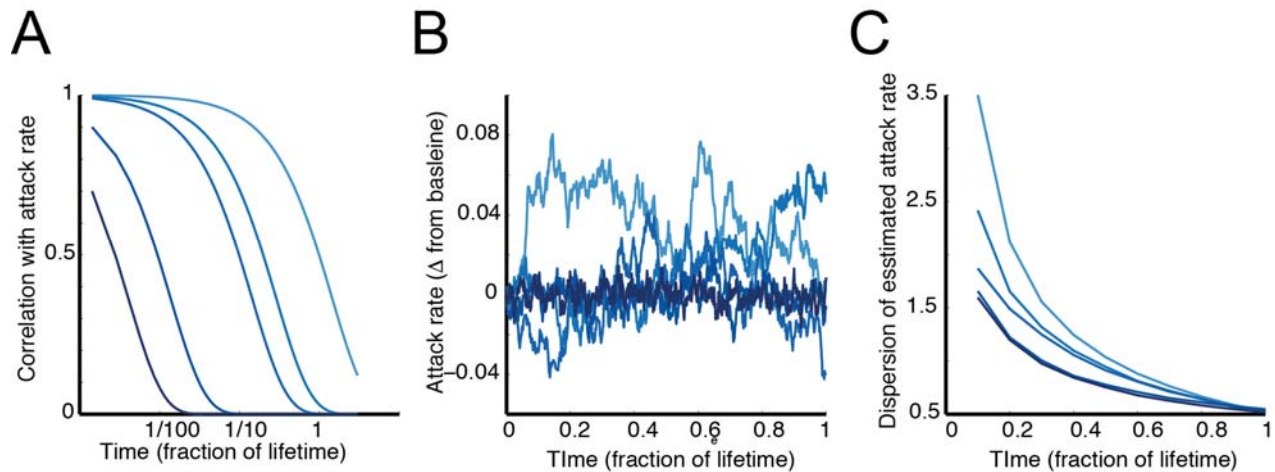 A
Correlation with attack rate
1
0.5
0
1/100 1/10 1
Time (fraction of lifetime)
B
Attack rate (Δ from basleine)
0.08
0.04
0
−0.04
0 0.2 0.4 0.6 0.8 1
e
TIme (fraction of lifetime)
C
Dispersion of esstimated attack rate
3.5
2.5
1.5
0.5
0.2 0.4 0.6 0.8 1
TIme (fraction of lifetime)